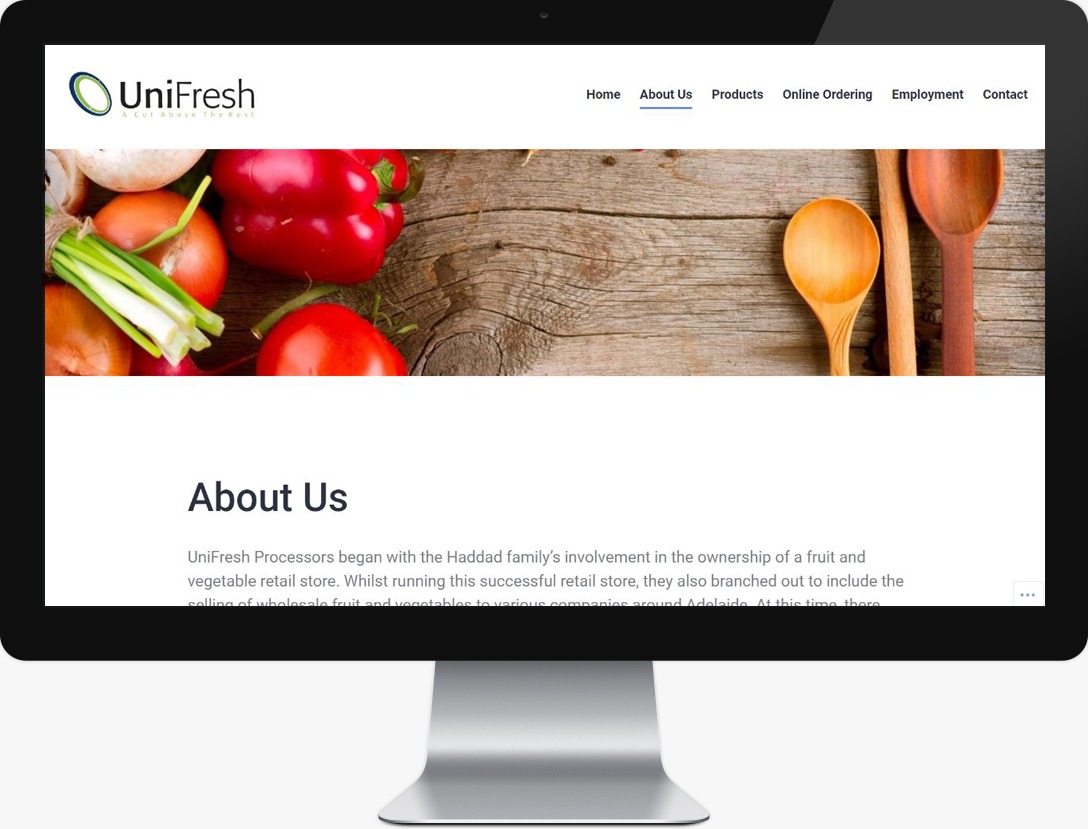 UniFresh
A Cut Above The Rest
Home About Us Products Online Ordering Employment Contact
About Us
UniFresh Processors began with the Haddad family’s involvement in the ownership of a fruit and
vegetable retail store. Whilst running this successful retail store, they also branched out to include the
selling of wholesale fruit and vegetables to various companies around Adelaide. At this time, there